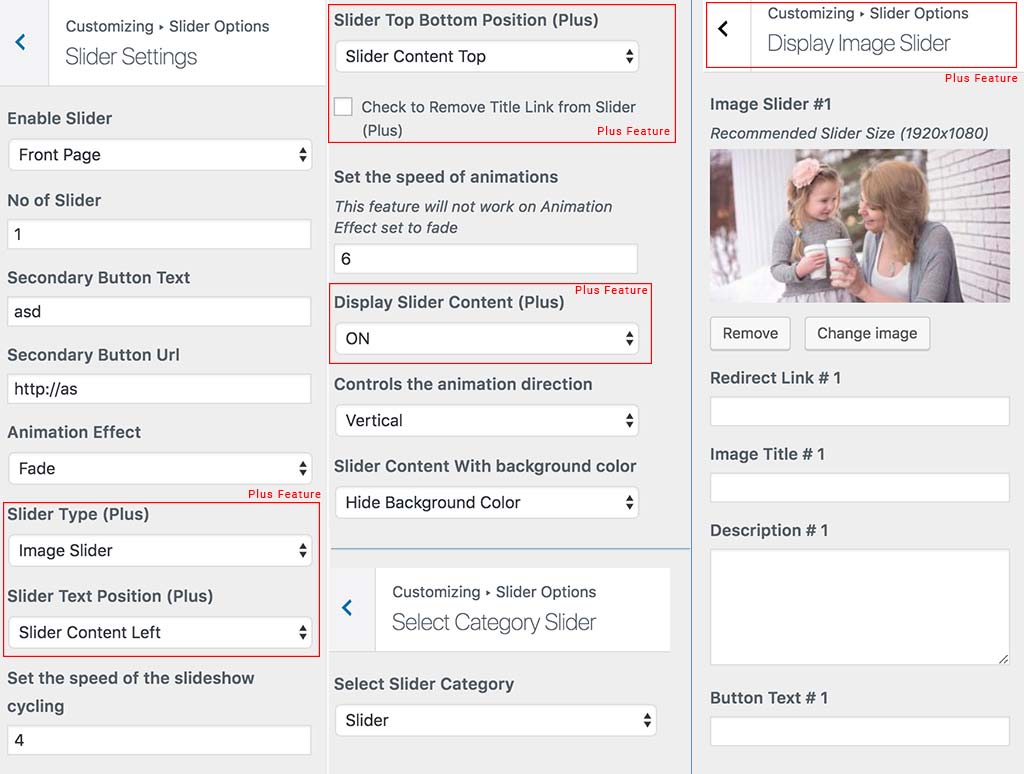 Customizing ▸ Slider Options
Slider Settings
Enable Slider
Front Page
No of Slider
1
Secondary Button Text
asd
Secondary Button Url
http://as
Animation Effect
Fade
Plus Feature
Slider Type (Plus)
Image Slider
Slider Text Position (Plus)
Slider Content Left
Set the speed of the slideshow
cycling
4
Slider Top Bottom Position (Plus)
Slider Content Top
Check to Remove Title Link from Slider
(Plus)
Plus Feature
Set the speed of animations
This feature will not work on Animation
Effect set to fade
6
Plus Feature
Display Slider Content (Plus)
ON
Controls the animation direction
Vertical
Slider Content With background color
Hide Background Color
Customizing ▸ Slider Options
Select Category Slider
Select Slider Category
Slider
Customizing ▸ Slider Options
Display Image Slider
Plus Feature
Image Slider #1
Recommended Slider Size (1920x1080)
Remove
Change image
Redirect Link # 1
Image Title # 1
Description # 1
Button Text # 1